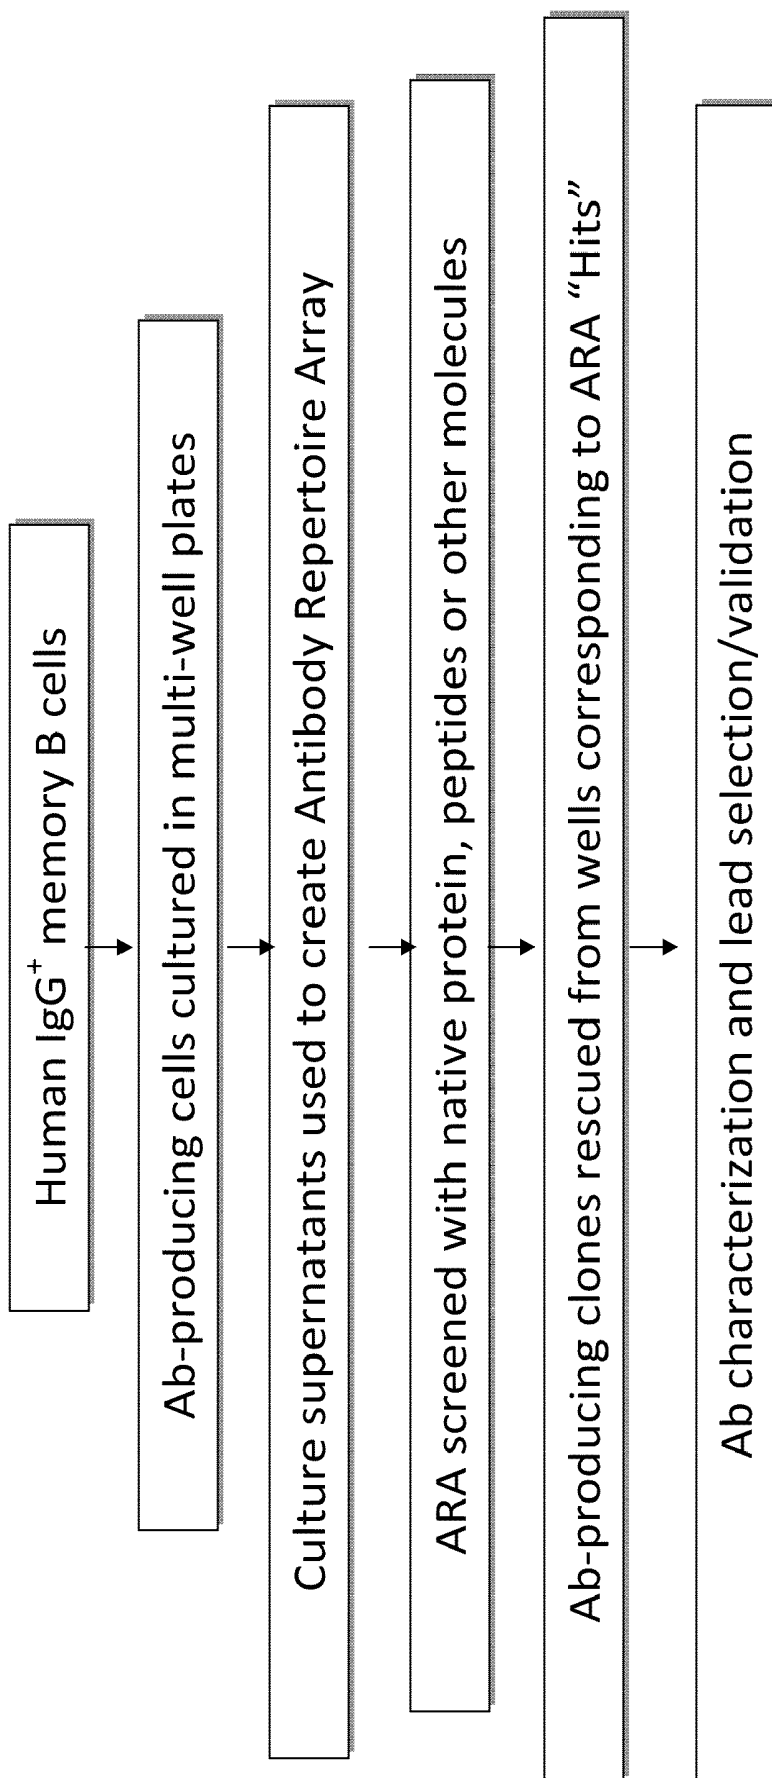 Human IgG⁺ memory B cells
Ab-producing cells cultured in multi-well plates
Culture supernatants used to create Antibody Repertoire Array
ARA screened with native protein, peptides or other molecules
Ab-producing clones rescued from wells corresponding to ARA “Hits”
Ab characterization and lead selection/validation